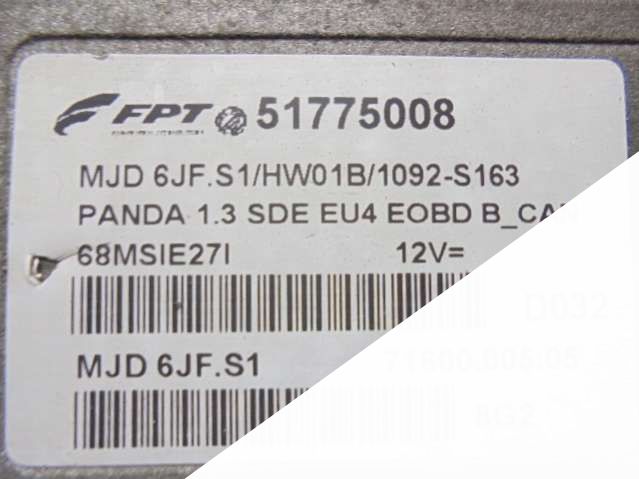 FPT 51775008
MJD 6JF.S1/HW01B/1092-S163
PANDA 1.3 SDE EU4 EOBD B_CAN
68MSIE27I 12V=
D032
MJD 6JF.S1